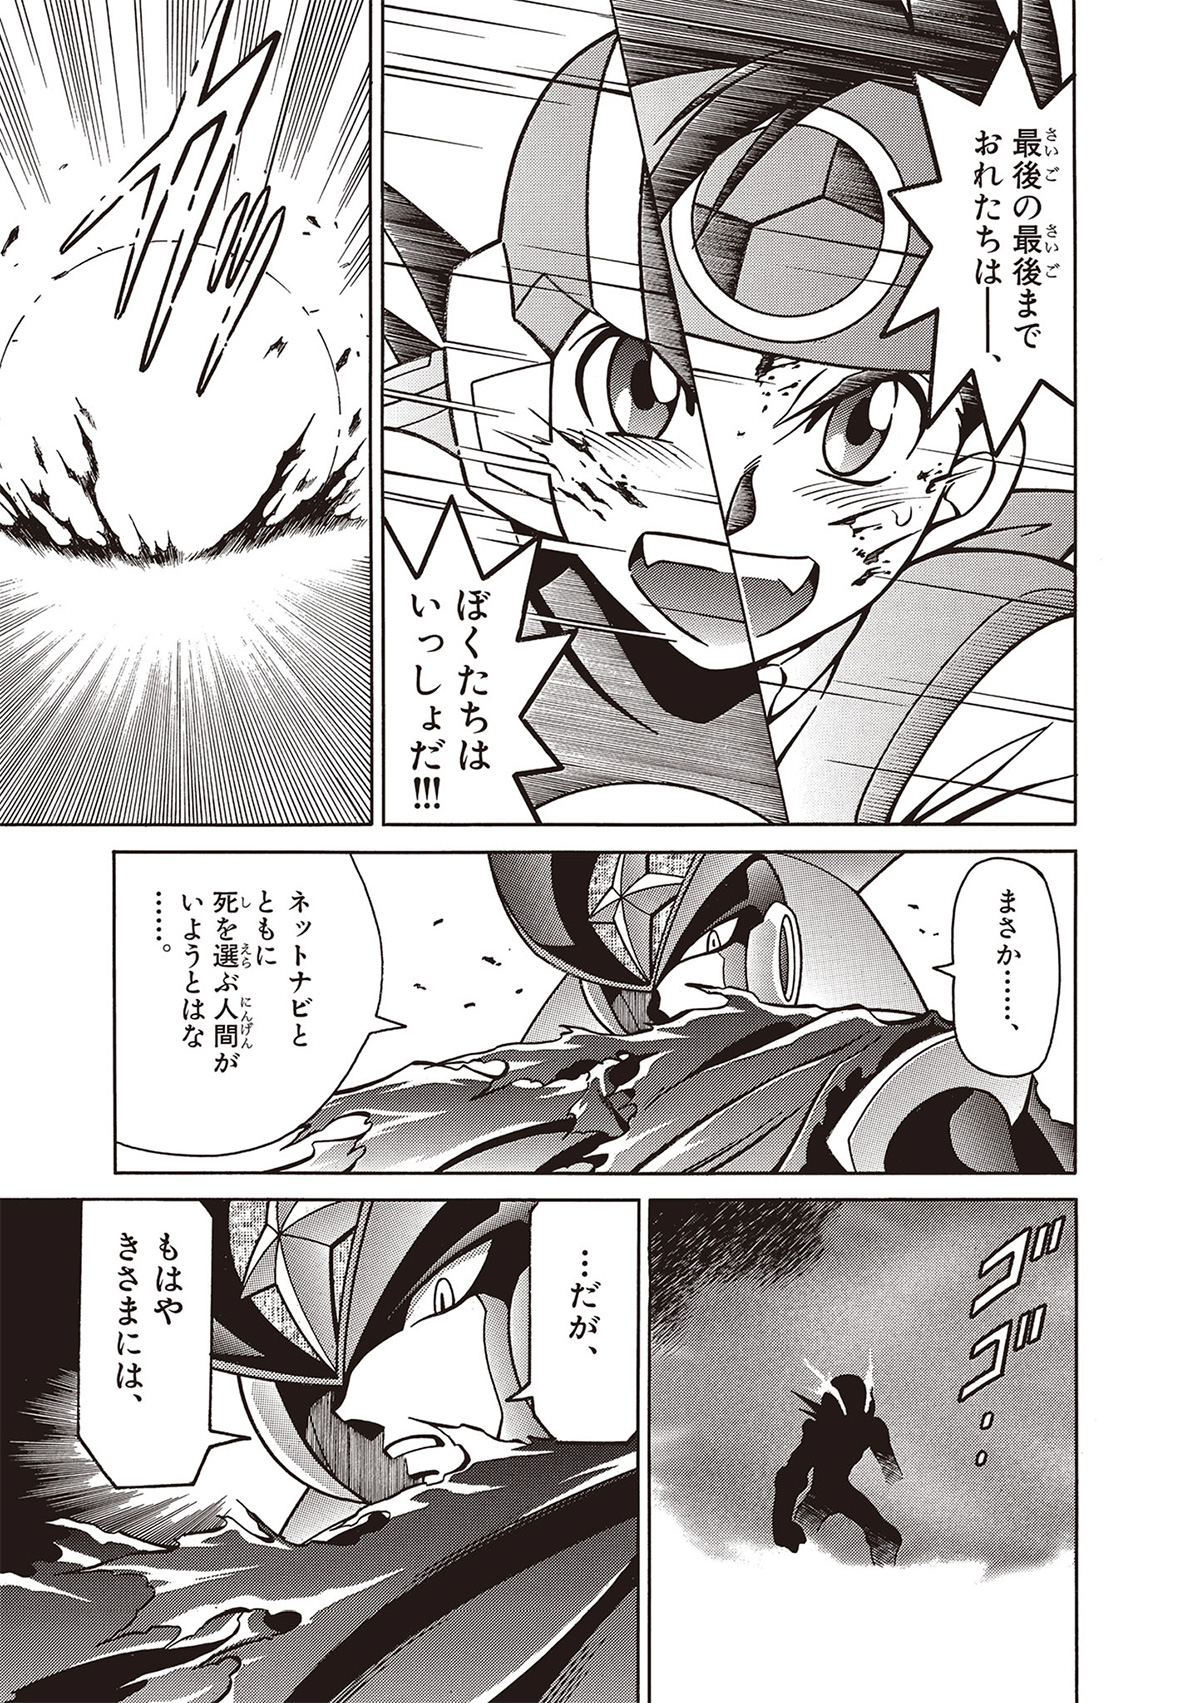 最後の最後まで
おれたちは——、
ぼくたちは
いっしょだ!!!
まさか……、
ネットナビと
ともに
死を選ぶ人間が
いようとはな
……。
ゴゴ
ゴゴ
…だが、
もはや
きさまには、